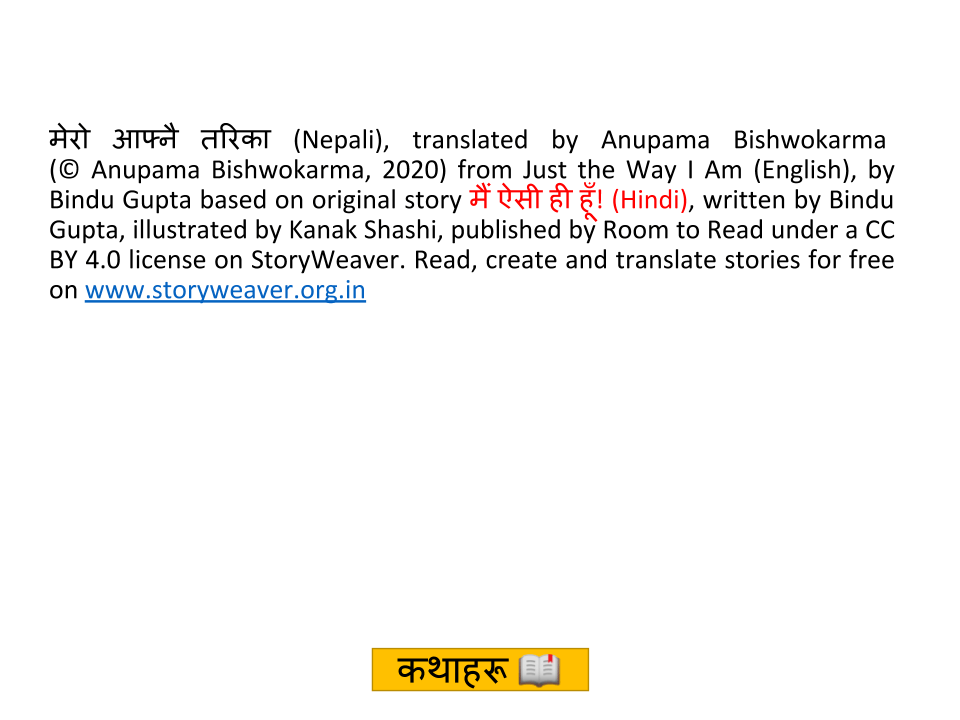 मेरो आफ्नै तरिका (Nepali), translated by Anupama Bishwokarma
(© Anupama Bishwokarma, 2020) from Just the Way I Am (English), by
Bindu Gupta based on original story मैं ऐसी ही हूँ! (Hindi), written by Bindu
Gupta, illustrated by Kanak Shashi, published by Room to Read under a CC
BY 4.0 license on StoryWeaver. Read, create and translate stories for free
on www.storyweaver.org.in
कथाहरू